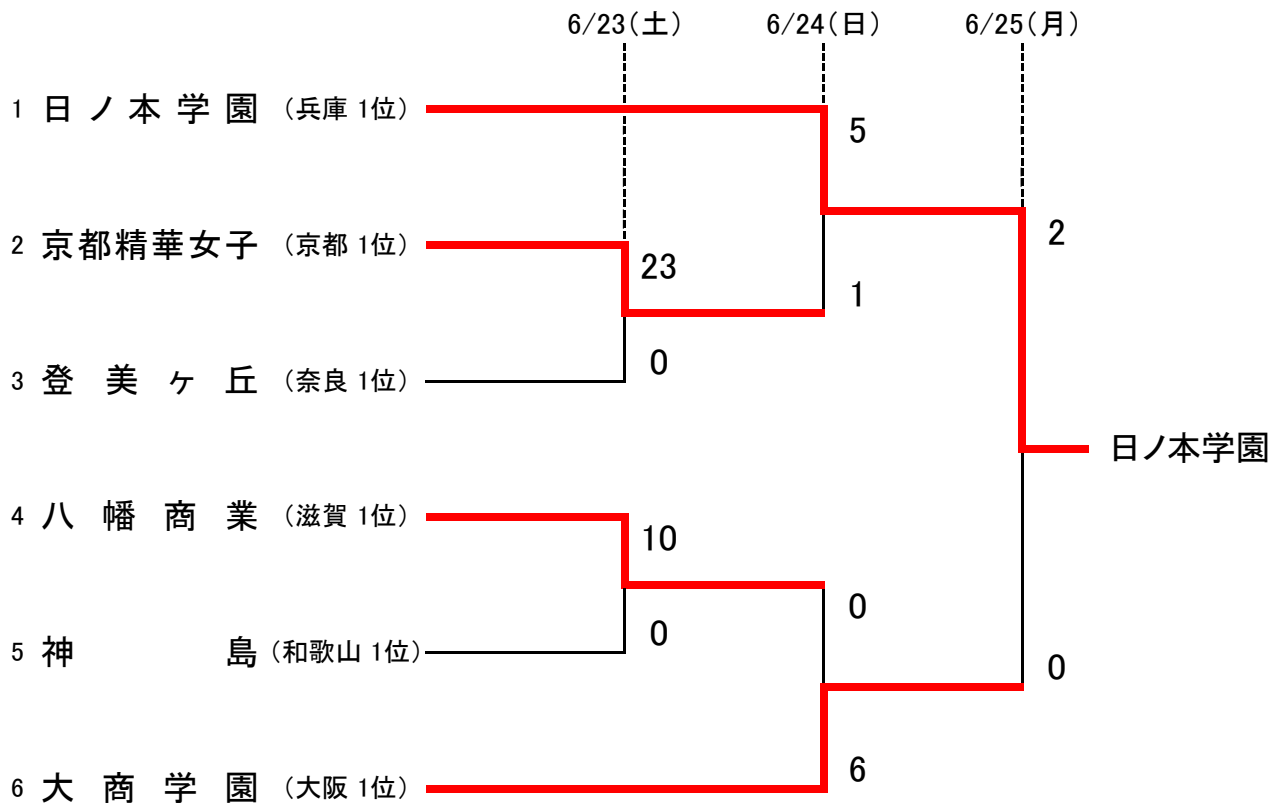 6/23(土) 6/24(日) 6/25(月)
1 日ノ本学園 (兵庫 1位)
5
2 京都精華女子 (京都 1位)
2
23
1
0
3 登美ヶ丘 (奈良 1位)
日ノ本学園
4 八幡商業 (滋賀 1位)
10
0
0
5 神島 (和歌山 1位)
0
6
6 大商学園 (大阪 1位)